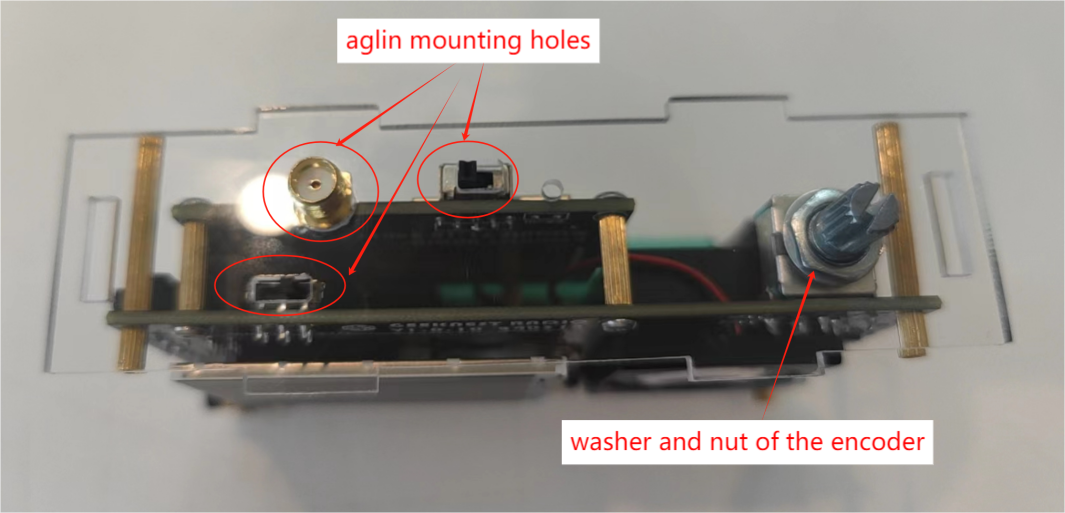 aglin mounting holes
washer and nut of the encoder